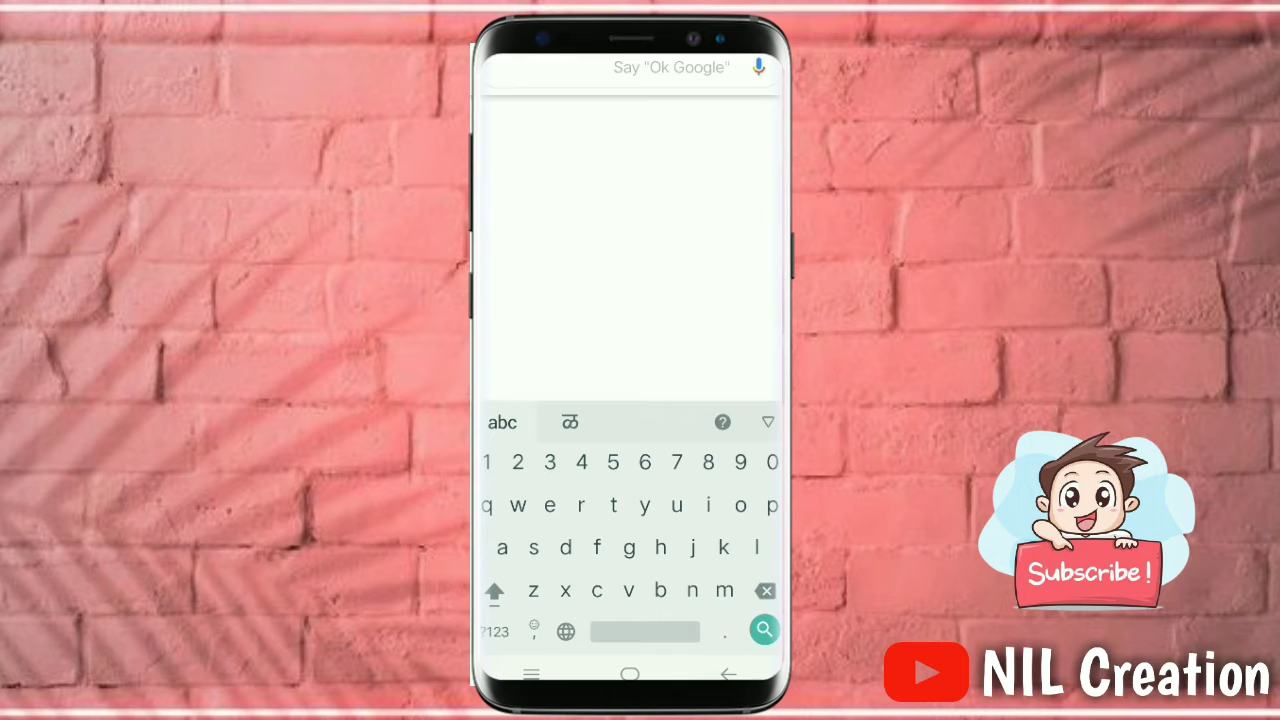 Say "Ok Google"
abc ळ
1 2 3 4 5 6 7 8 9 0
q w e r t y u i o p
a s d f g h j k l
z x c v b n m
?123 , .
Subscribe!
NIL Creation